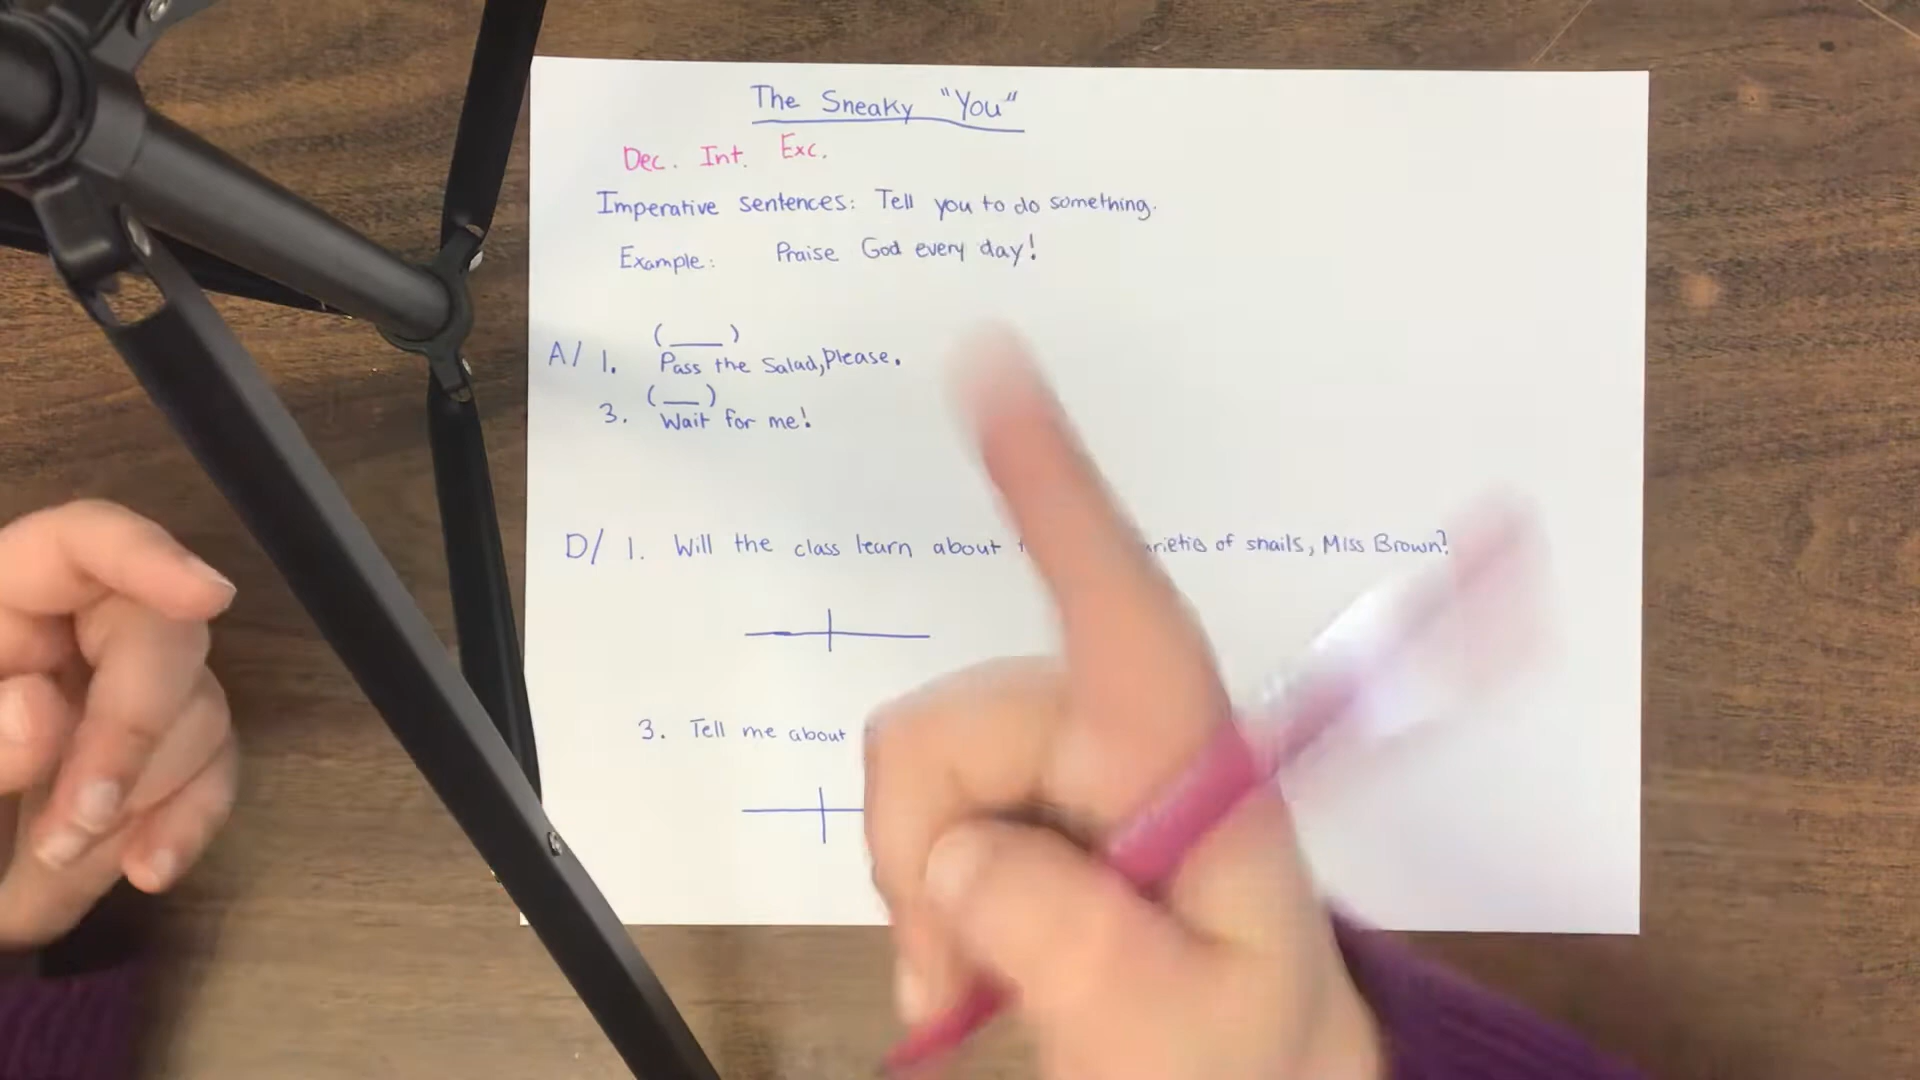 The Sneaky "You"
Dec. Int. Exc.
Imperative sentences: Tell you to do something.
Example: Praise God every day!
(___)
A/ 1. Pass the Salad, Please.
(___)
3. Wait for me!
D/ 1. Will the class learn about of snails, Miss Brown?
3. Tell me about